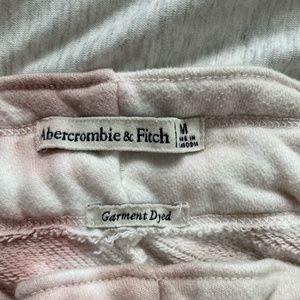 Abercrombie & Fitch
M
Garment Dyed